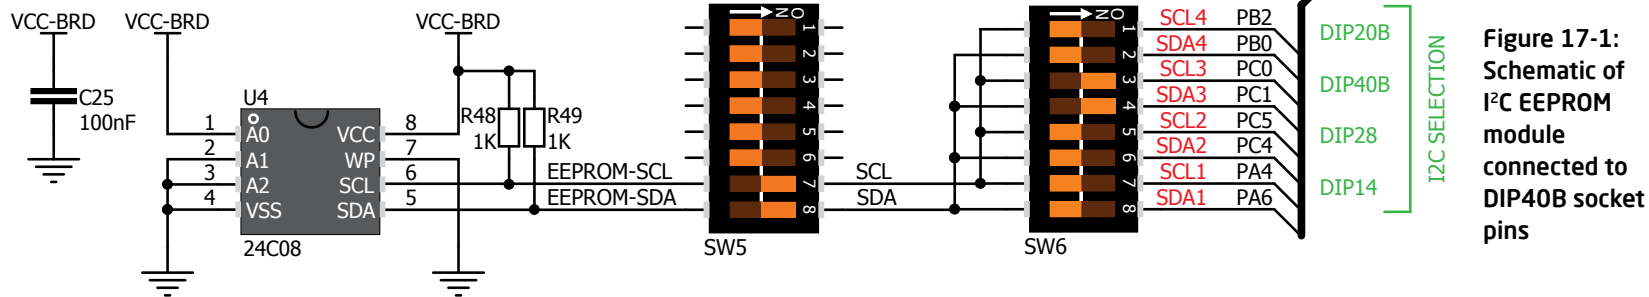 VCC-BRD
VCC-BRD
VCC-BRD
C25
100nF
U4
24C08
1 A0
2 A1
3 A2
4 VSS
VCC 8
WP 7
SCL 6
SDA 5
R48
1K
R49
1K
EEPROM-SCL
EEPROM-SDA
ON
1
2
3
4
5
6
7
8
SW5
SCL
SDA
ON
1
2
3
4
5
6
7
8
SW6
SCL4 PB2
SDA4 PB0
SCL3 PC0
SDA3 PC1
SCL2 PC5
SDA2 PC4
SCL1 PA4
SDA1 PA6
DIP20B
DIP40B
DIP28
DIP14
I2C SELECTION
Figure 17-1:
Schematic of
I²C EEPROM
module
connected to
DIP40B socket
pins